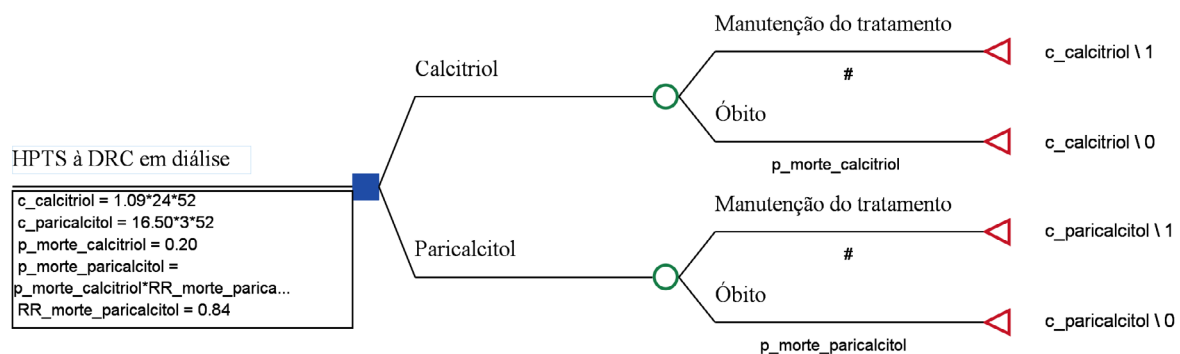 Manutenção do tratamento
c_calcitriol \ 1
#
Calcitriol
Óbito
c_calcitriol \ 0
p_morte_calcitriol
HPTS à DRC em diálise
c_calcitriol = 1.09*24*52
c_paricalcitol = 16.50*3*52
p_morte_calcitriol = 0.20
p_morte_paricalcitol =
p_morte_calcitriol*RR_morte_parica...
RR_morte_paricalcitol = 0.84
Manutenção do tratamento
c_paricalcitol \ 1
#
Paricalcitol
Óbito
c_paricalcitol \ 0
p_morte_paricalcitol